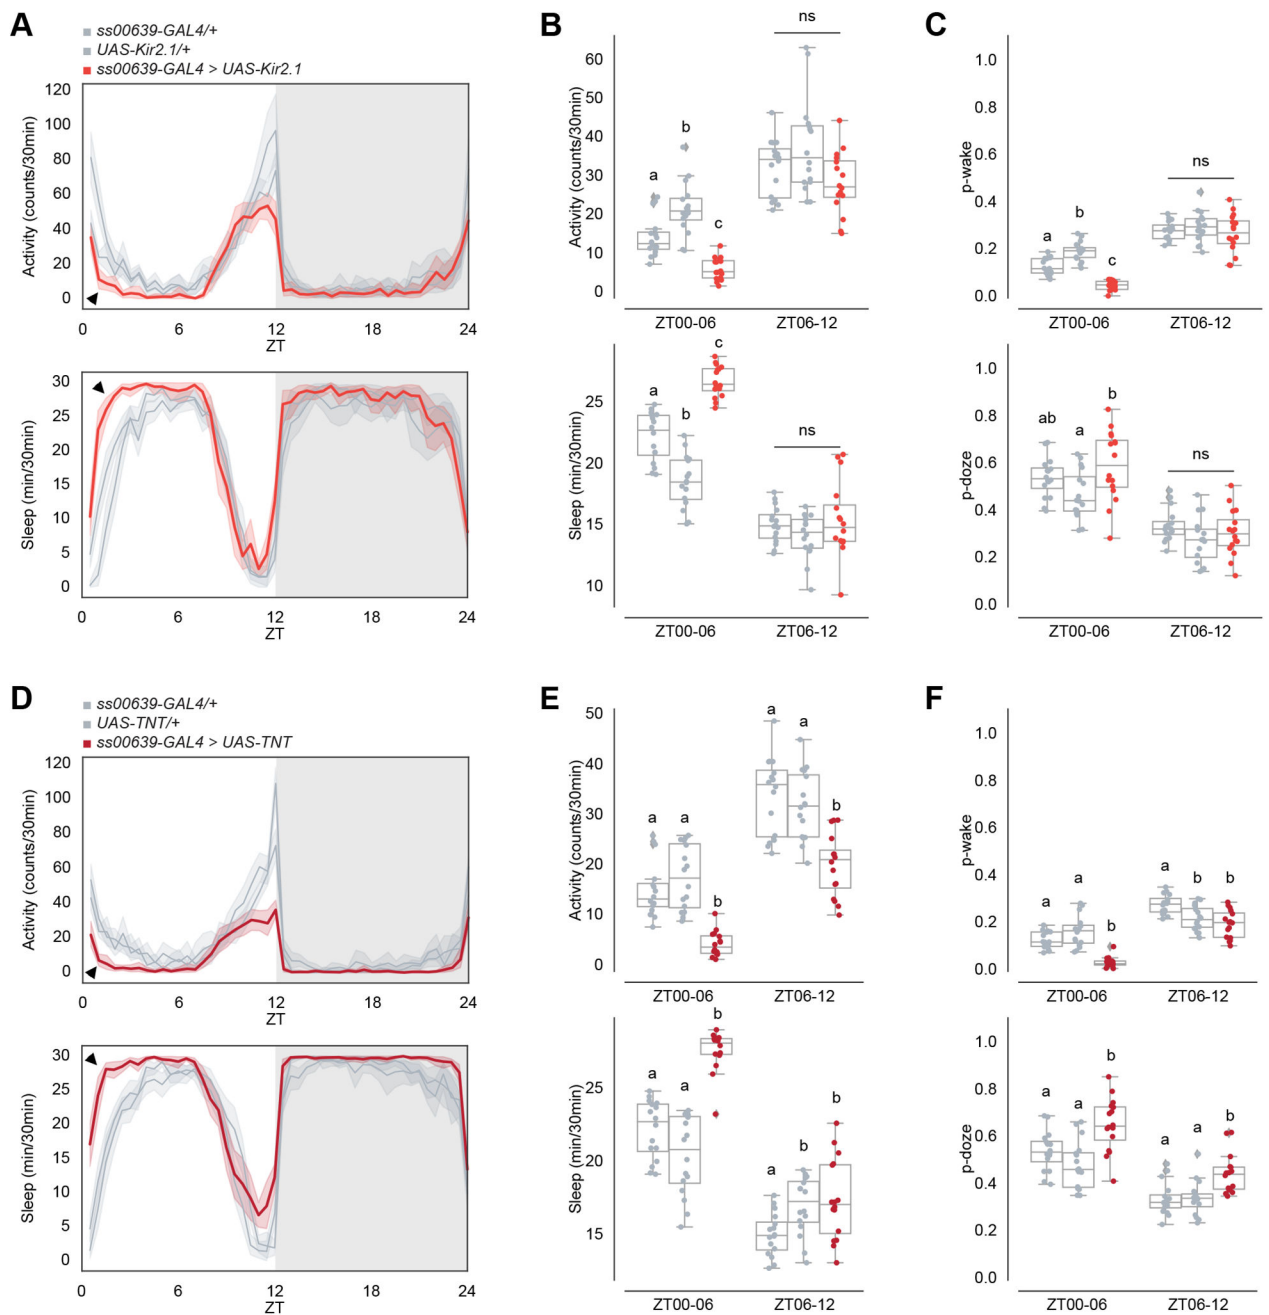 A
ss00639-GAL4/+
UAS-Kir2.1/+
ss00639-GAL4 > UAS-Kir2.1
Activity (counts/30min)
120
100
80
60
40
20
0
0 6 12 18 24
ZT
Sleep (min/30min)
30
25
20
15
10
5
0
0 6 12 18 24
ZT
B
ns
Activity (counts/30min)
60
50
40
30
20
10
0
a b c
ZT00-06 ZT06-12
Sleep (min/30min)
25
20
15
10
a b c
ns
ZT00-06 ZT06-12
C
p-wake
1.0
0.8
0.6
0.4
0.2
0.0
a b c
ns
ZT00-06 ZT06-12
p-doze
1.0
0.8
0.6
0.4
0.2
0.0
ab a b
ns
ZT00-06 ZT06-12
D
ss00639-GAL4/+
UAS-TNT/+
ss00639-GAL4 > UAS-TNT
Activity (counts/30min)
120
100
80
60
40
20
0
0 6 12 18 24
ZT
Sleep (min/30min)
30
25
20
15
10
5
0
0 6 12 18 24
ZT
E
Activity (counts/30min)
50
40
30
20
10
0
a a b a a b
ZT00-06 ZT06-12
Sleep (min/30min)
25
20
15
a a b a b b
ZT00-06 ZT06-12
F
p-wake
1.0
0.8
0.6
0.4
0.2
0.0
a a b a b b
ZT00-06 ZT06-12
p-doze
1.0
0.8
0.6
0.4
0.2
0.0
a a b a a b
ZT00-06 ZT06-12